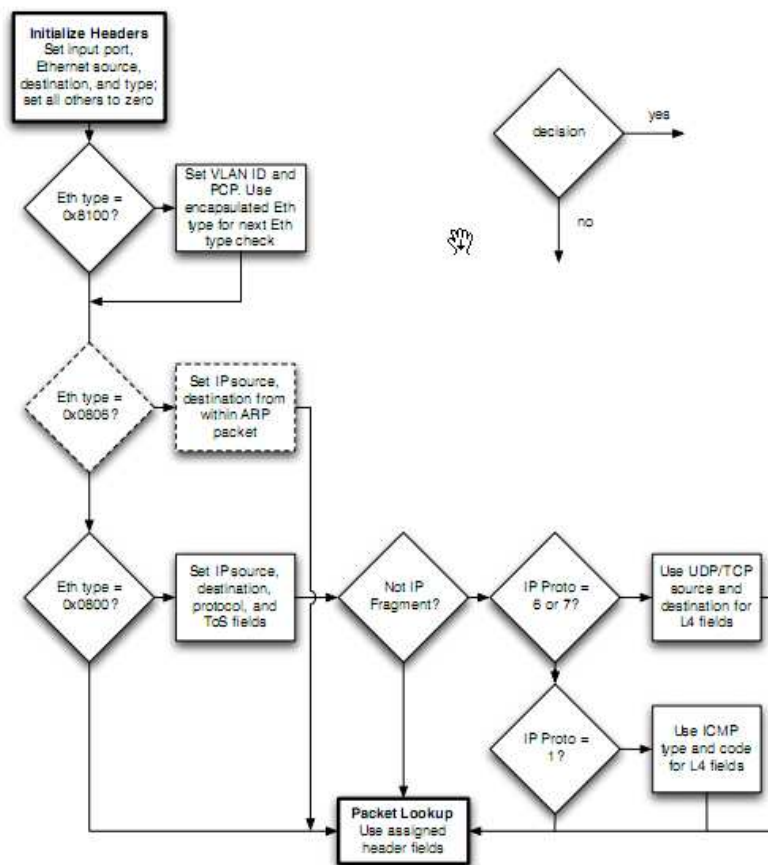 Initialize Headers
Set input port,
Ethernet source,
destination, and type;
set all others to zero
decision
yes
no
Eth type =
0x8100?
Set VLAN ID and
PCP. Use
encapsulated Eth
type for next Eth
type check
Eth type =
0x0806?
Set IP source,
destination from
within ARP
packet
Eth type =
0x0800?
Set IP source,
destination,
protocol, and
ToS fields
Not IP
Fragment?
IP Proto =
6 or 7?
Use UDP/TCP
source and
destination for
L4 fields
IP Proto =
1?
Use ICMP
type and code
for L4 fields
Packet Lookup
Use assigned
header fields